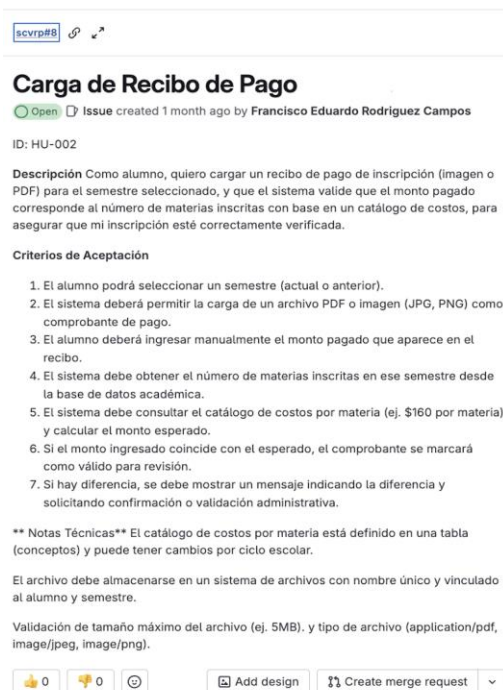 scvrp#8
Carga de Recibo de Pago
Open Issue created 1 month ago by Francisco Eduardo Rodriguez Campos
ID: HU-002
Descripción Como alumno, quiero cargar un recibo de pago de inscripción (imagen o
PDF) para el semestre seleccionado, y que el sistema valide que el monto pagado
corresponde al número de materias inscritas con base en un catálogo de costos, para
asegurar que mi inscripción esté correctamente verificada.
Criterios de Aceptación
1. El alumno podrá seleccionar un semestre (actual o anterior).
2. El sistema deberá permitir la carga de un archivo PDF o imagen (JPG, PNG) como
comprobante de pago.
3. El alumno deberá ingresar manualmente el monto pagado que aparece en el
recibo.
4. El sistema debe obtener el número de materias inscritas en ese semestre desde
la base de datos académica.
5. El sistema debe consultar el catálogo de costos por materia (ej. $160 por materia)
y calcular el monto esperado.
6. Si el monto ingresado coincide con el esperado, el comprobante se marcará
como válido para revisión.
7. Si hay diferencia, se debe mostrar un mensaje indicando la diferencia y
solicitando confirmación o validación administrativa.
** Notas Técnicas** El catálogo de costos por materia está definido en una tabla
(conceptos) y puede tener cambios por ciclo escolar.
El archivo debe almacenarse en un sistema de archivos con nombre único y vinculado
al alumno y semestre.
Validación de tamaño máximo del archivo (ej. 5MB). y tipo de archivo (application/pdf,
image/jpeg, image/png).
0 0 Add design Create merge request